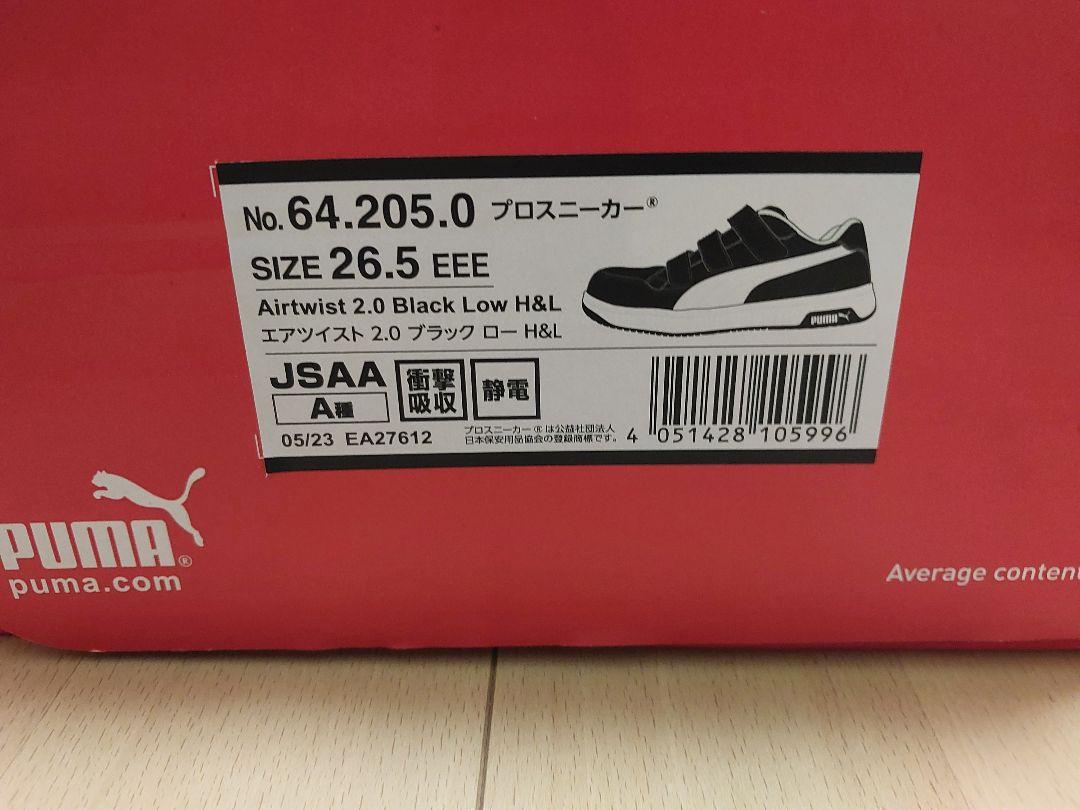 No. 64.205.0 プロスニーカー®
SIZE 26.5 EEE
Airtwist 2.0 Black Low H&L
エアツイスト 2.0 ブラック ロー H&L
PUMA
JSAA
A種
衝撃
吸収
静電
05/23 EA27612
プロスニーカー®は公益社団法人
日本保安用品協会の登録商標です。
4 051428 105996
PUMA®
puma.com
Average content